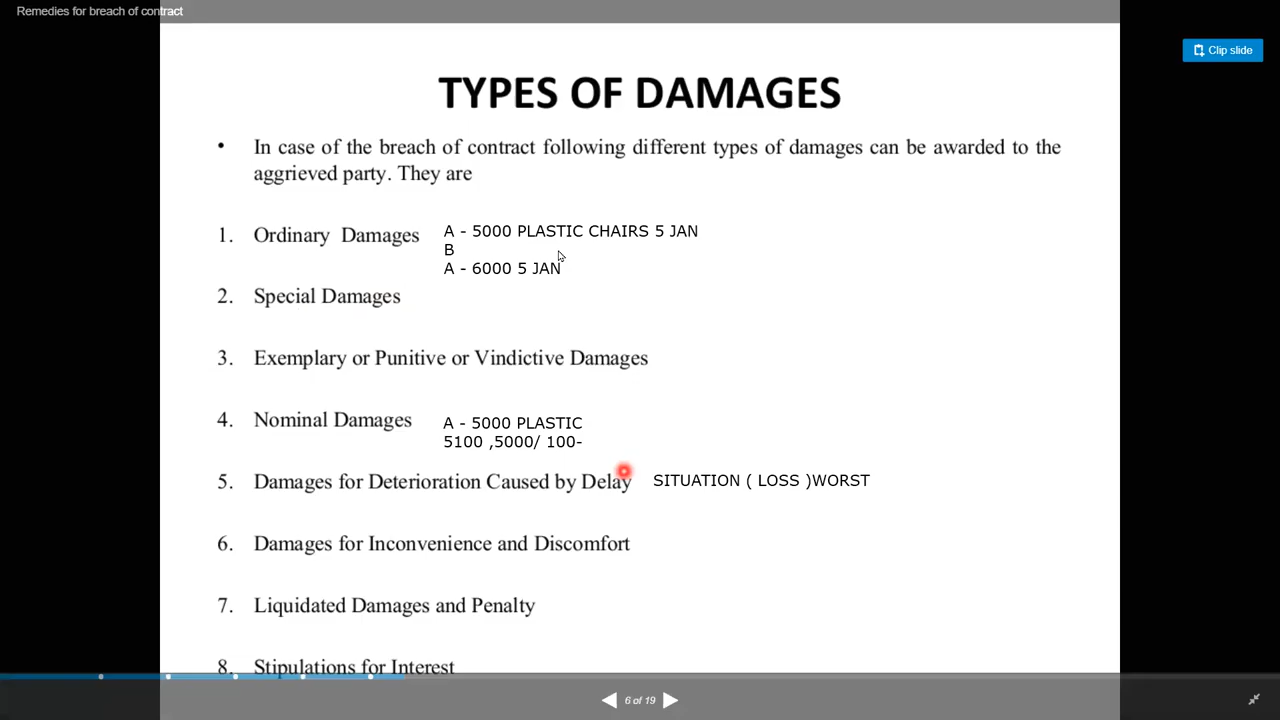 Remedies for breach of contract
Clip slide
TYPES OF DAMAGES
• In case of the breach of contract following different types of damages can be awarded to the
aggrieved party. They are
1. Ordinary Damages
A - 5000 PLASTIC CHAIRS 5 JAN
B
A - 6000 5 JAN
2. Special Damages
3. Exemplary or Punitive or Vindictive Damages
4. Nominal Damages
A - 5000 PLASTIC
5100 ,5000/ 100-
5. Damages for Deterioration Caused by Delay SITUATION ( LOSS )WORST
6. Damages for Inconvenience and Discomfort
7. Liquidated Damages and Penalty
8. Stipulations for Interest
6 of 19